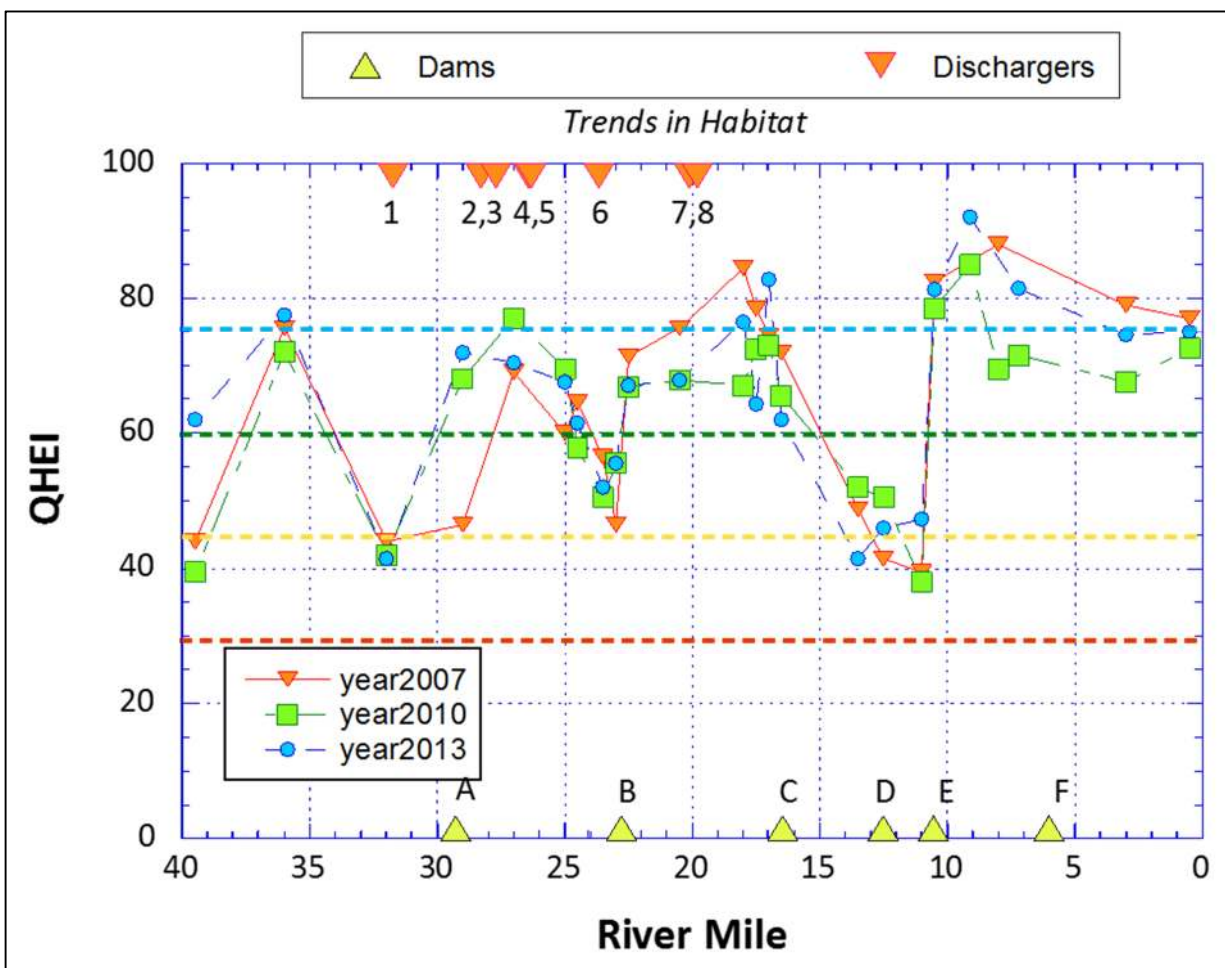 Dams Dischargers
Trends in Habitat
100
1 2,3 4,5 6 7,8
80
60
QHEI
40
year2007
year2010
year2013
20
A B C D E F
0
40 35 30 25 20 15 10 5 0
River Mile